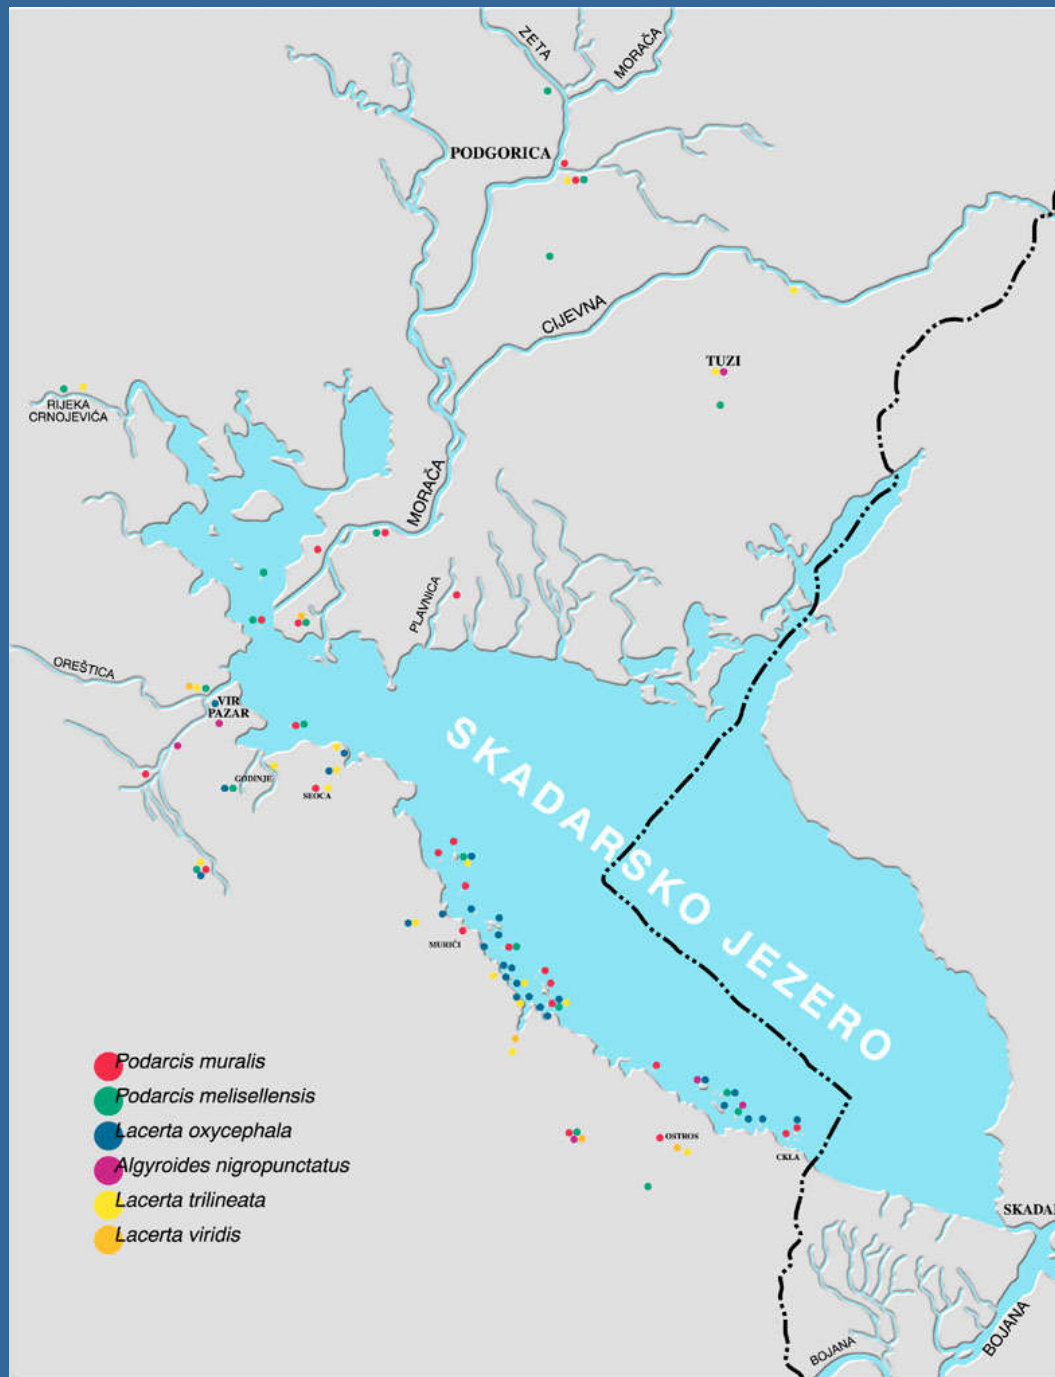 ZETA
MORAČA
PODGORICA
CIJEVNA
TUZI
RIJEKA
CRNOJEVIĆA
MORAČA
PLAVNICA
OREŠTICA
VIR
PAZAR
GODINJE
SEOCA
SKADARSKO JEZERO
MURIĆI
Podarcis muralis
Podarcis melisellensis
Lacerta oxycephala
Algyroides nigropunctatus
Lacerta trilineata
Lacerta viridis
OSTROS
CKLA
SKADA
BOJANA
BOJANA